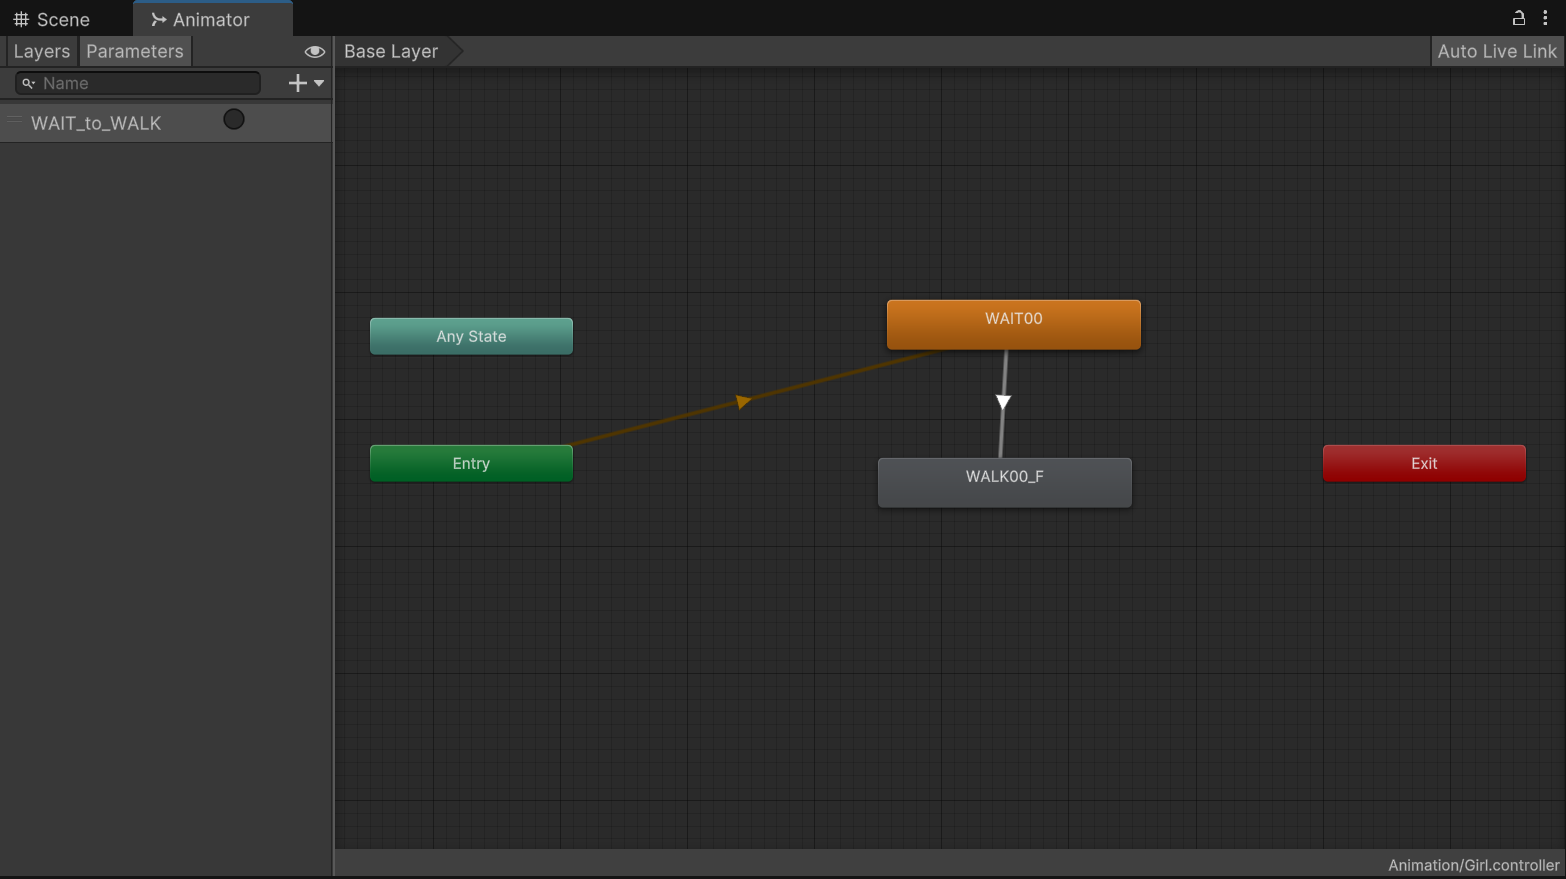 Scene
Animator
Layers
Parameters
Base Layer
Auto Live Link
Name
WAIT_to_WALK
WAIT00
Any State
Entry
WALK00_F
Exit
Animation/Girl.controller